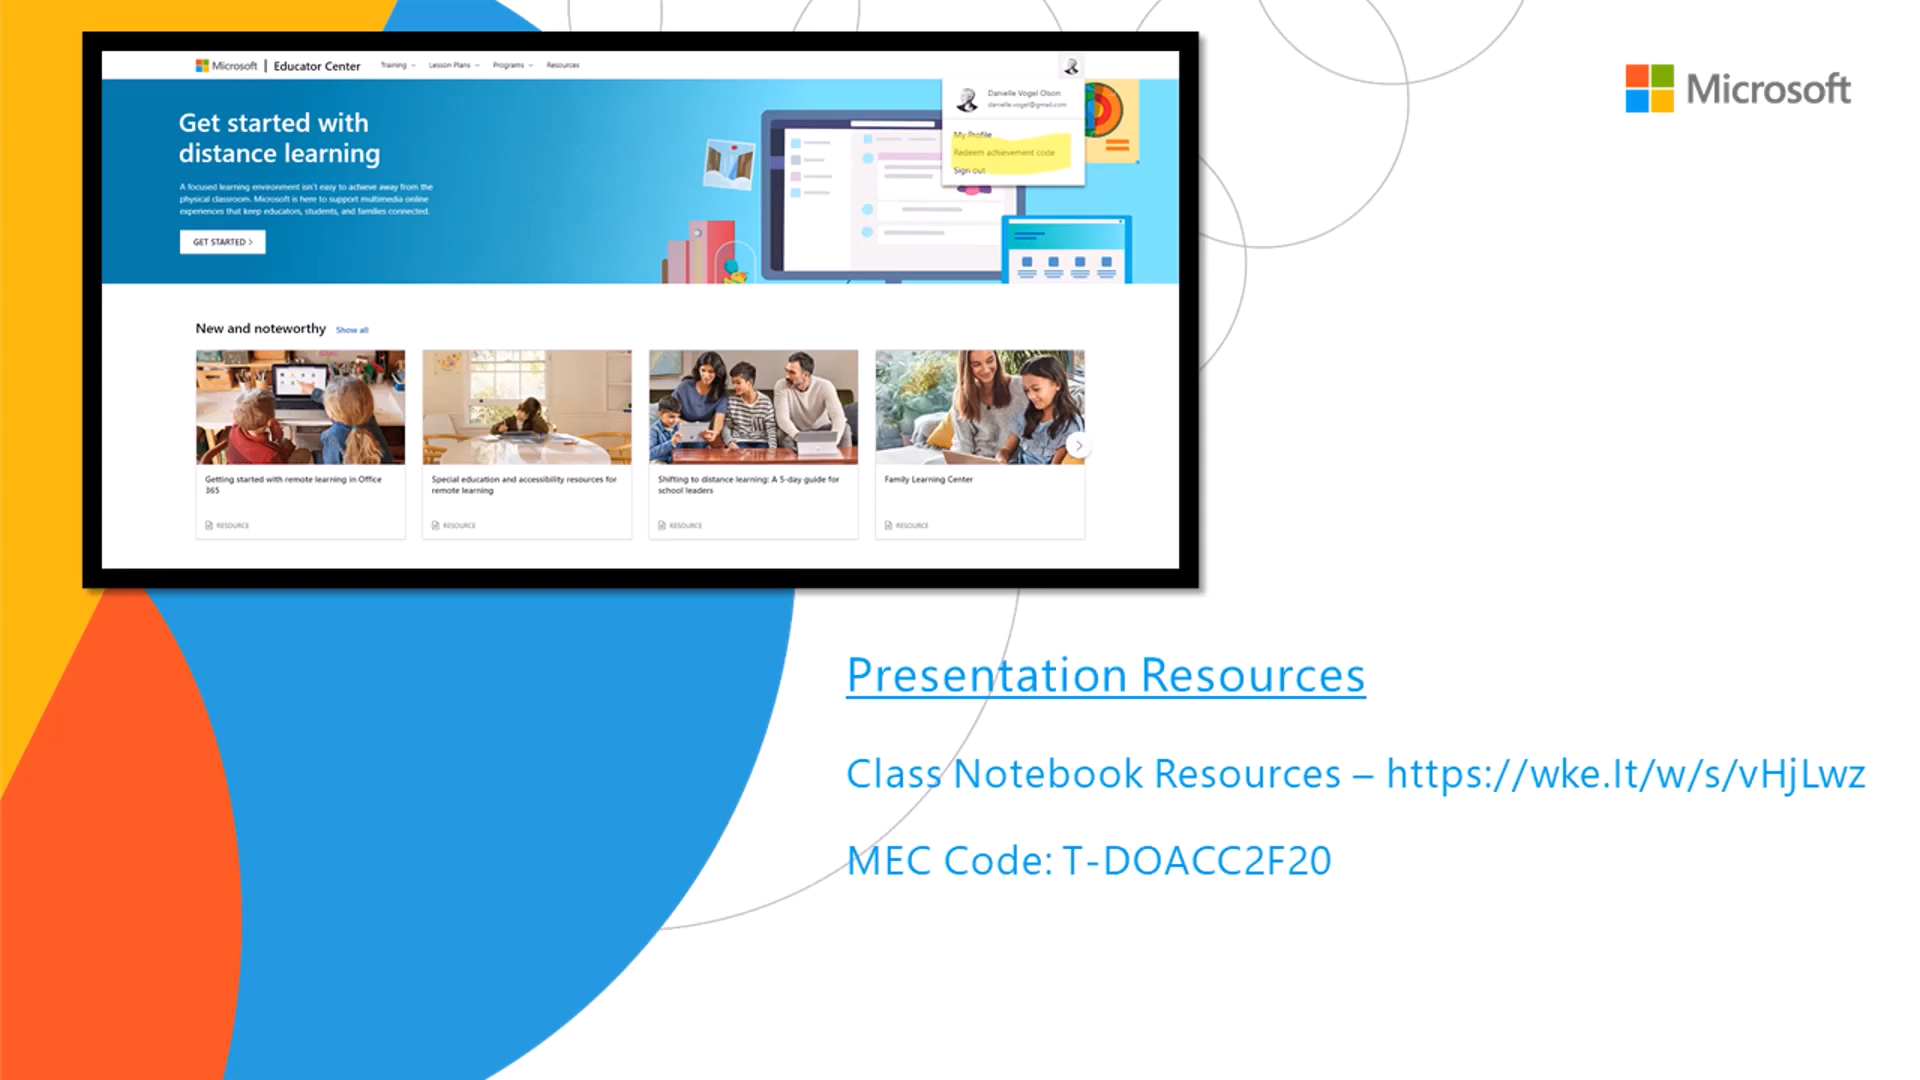 Microsoft | Educator Center Training Lesson Plans Programs Resources
Danielle Vogel Olson
danielle.vogel@gmail.com
My Profile
Redeem achievement code
Sign out
Get started with
distance learning
A focused learning environment isn't easy to achieve away from the
physical classroom. Microsoft is here to support multimedia online
experiences that keep educators, students, and families connected.
GET STARTED >
New and noteworthy Show all
Getting started with remote learning in Office
365
RESOURCE
Special education and accessibility resources for
remote learning
RESOURCE
Shifting to distance learning: A 5-day guide for
school leaders
RESOURCE
Family Learning Center
RESOURCE
Microsoft
Presentation Resources
Class Notebook Resources – https://wke.lt/w/s/vHjLwz
MEC Code: T-DOACC2F20